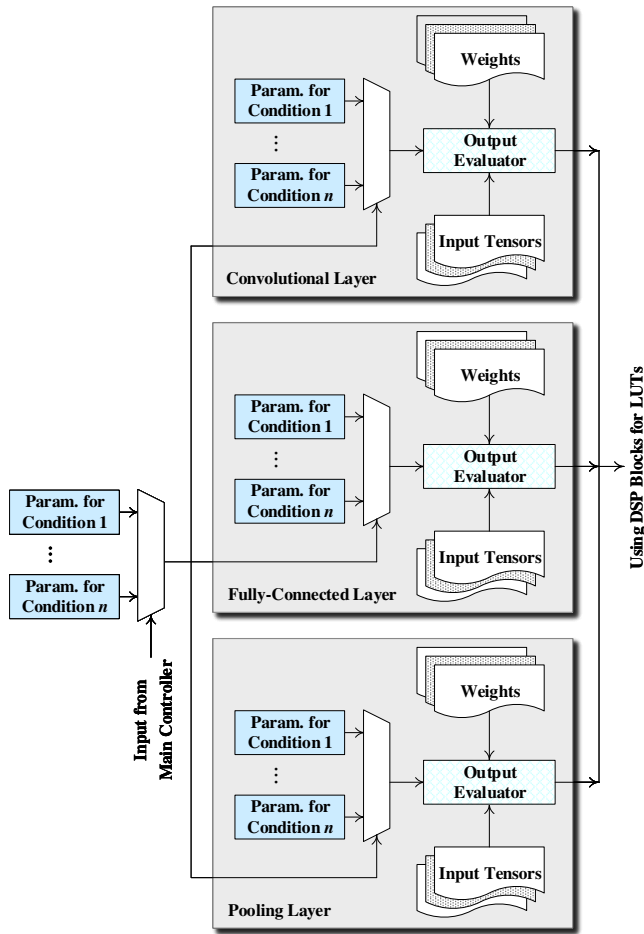 Weights
Param. for
Condition 1
...
Param. for
Condition n
Output
Evaluator
Input Tensors
Convolutional Layer
Weights
Param. for
Condition 1
...
Param. for
Condition n
Output
Evaluator
Input Tensors
Fully-Connected Layer
Param. for
Condition 1
...
Param. for
Condition n
Input from
Main Controller
Weights
Param. for
Condition 1
...
Param. for
Condition n
Output
Evaluator
Input Tensors
Pooling Layer
Using DSP Blocks for LUTs